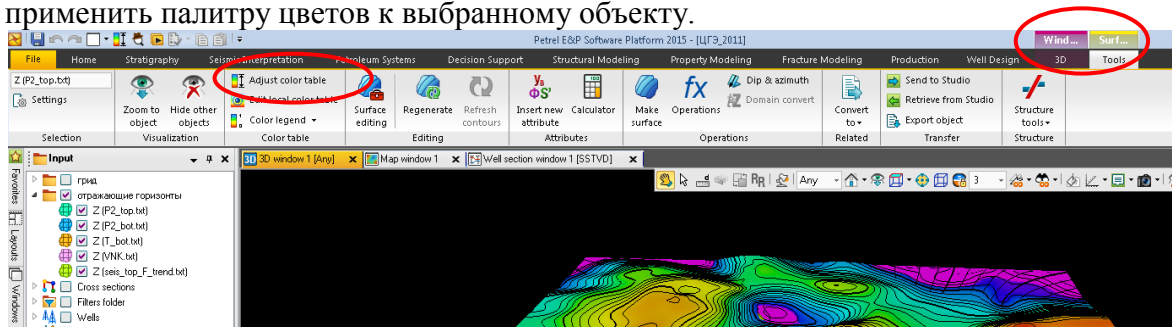 применить палитру цветов к выбранному объекту.
Petrel E&P Software Platform 2015 - [ЦГЭ_2011]
Wind... Surf...
File Home Stratigraphy Seismic Interpretation Petroleum Systems Decision Support Structural Modeling Property Modeling Fracture Modeling Production Well Design 3D Tools
Z (P2_top.txt)
Settings
Selection
Zoom to object
Hide other objects
Visualization
Adjust color table
Edit local color table
Color legend
Color table
Surface editing
Regenerate
Refresh contours
Editing
Insert new attribute
Calculator
Attributes
Make surface
Operations
Dip & azimuth
Domain convert
Operations
Convert to
Related
Send to Studio
Retrieve from Studio
Export object
Transfer
Structure tools
Structure
Input
3D window 1 [Any]
Map window 1
Well section window 1 [SSTVD]
Any
3
Favorites
Layouts
Windows
грид
отражающие горизонты
Z (P2_top.txt)
Z (P2_bot.txt)
Z (T_bot.txt)
Z (VNK.txt)
Z (seis_top_F_trend.txt)
Cross sections
Filters folder
Wells